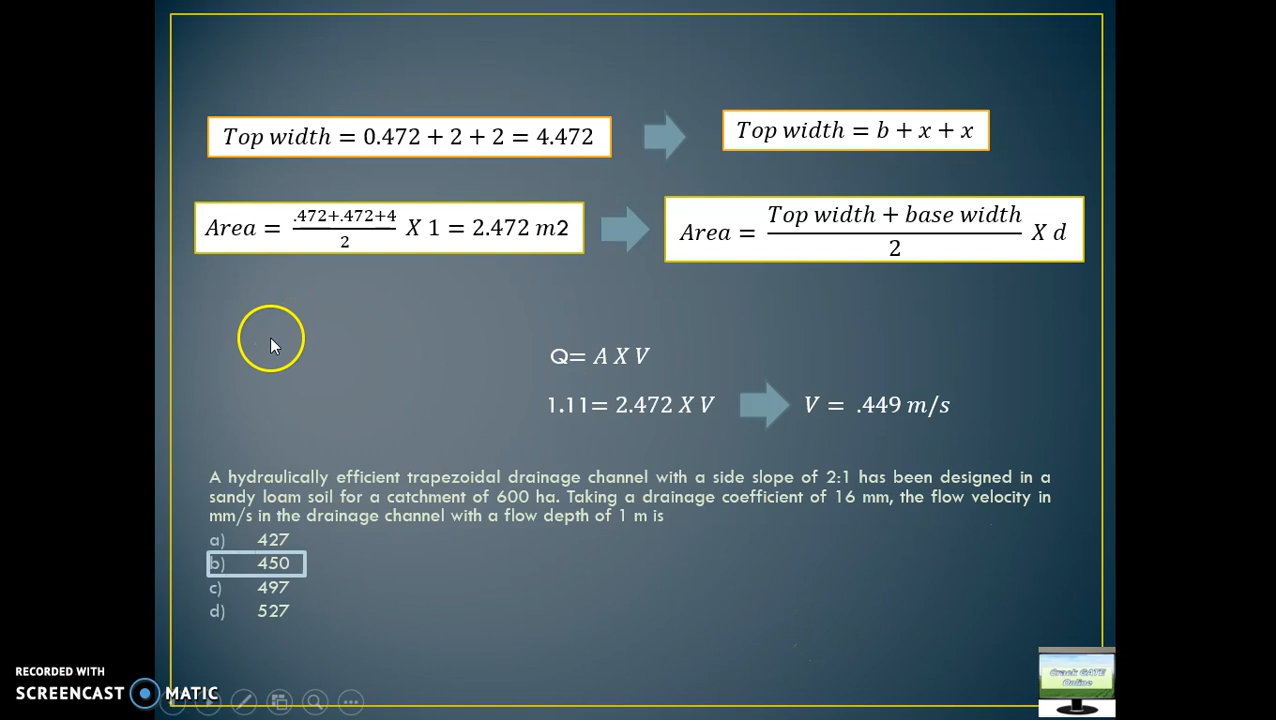 Top width = 0.472 + 2 + 2 = 4.472
Top width = b + x + x
Area = .472+.472+4 / 2 X 1 = 2.472 m2
Area = Top width + base width / 2 X d
Q= A X V
1.11= 2.472 X V
V = .449 m/s
A hydraulically efficient trapezoidal drainage channel with a side slope of 2:1 has been designed in a
sandy loam soil for a catchment of 600 ha. Taking a drainage coefficient of 16 mm, the flow velocity in
mm/s in the drainage channel with a flow depth of 1 m is
a) 427
b) 450
c) 497
d) 527
RECORDED WITH
SCREENCAST MATIC
Crack GATE
Online